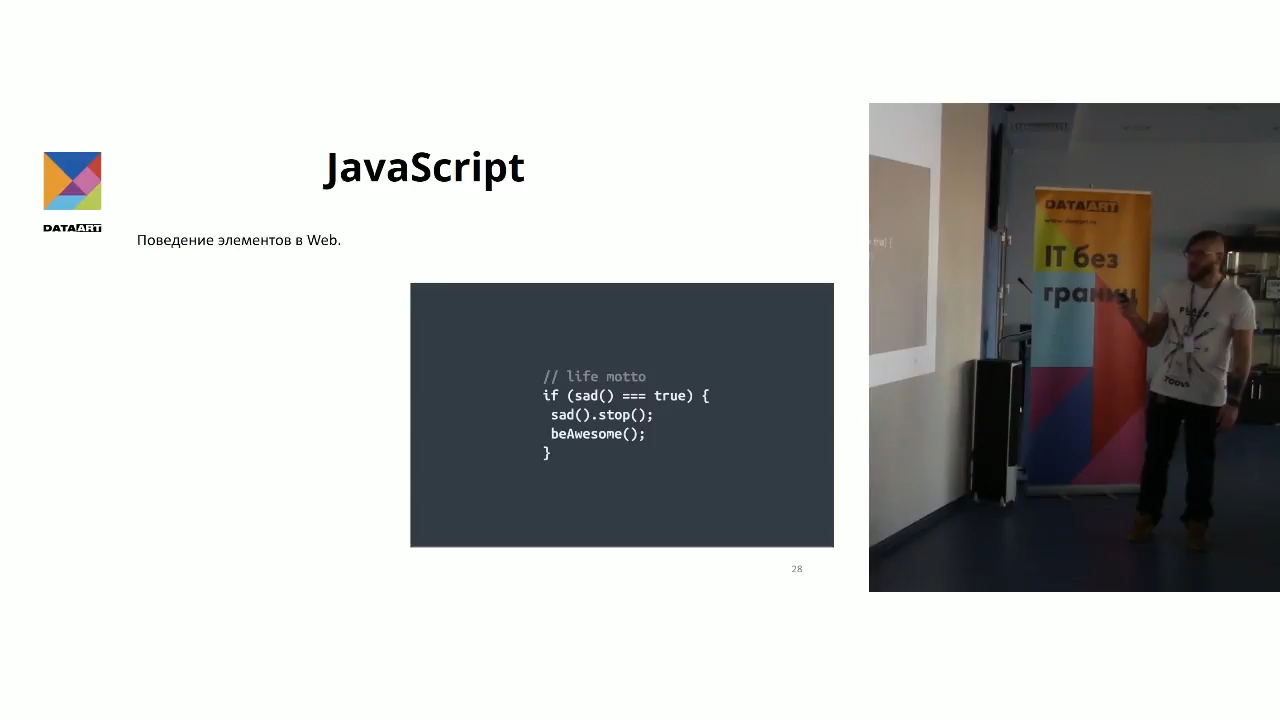 JavaScript
DATAART
Поведение элементов в Web.
// life motto
if (sad() === true) {
sad().stop();
beAwesome();
}
28
DATAART
IT без
границ